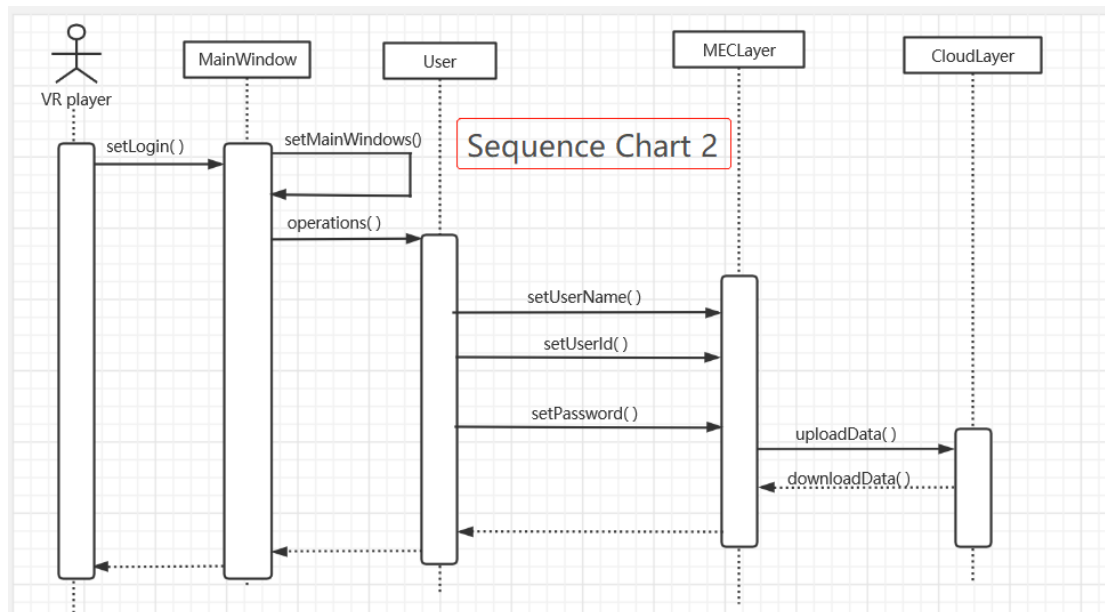 VR player
MainWindow
User
MECLayer
CloudLayer
Sequence Chart 2
setLogin( )
setMainWindows()
operations( )
setUserName( )
setUserId( )
setPassword( )
uploadData( )
downloadData( )